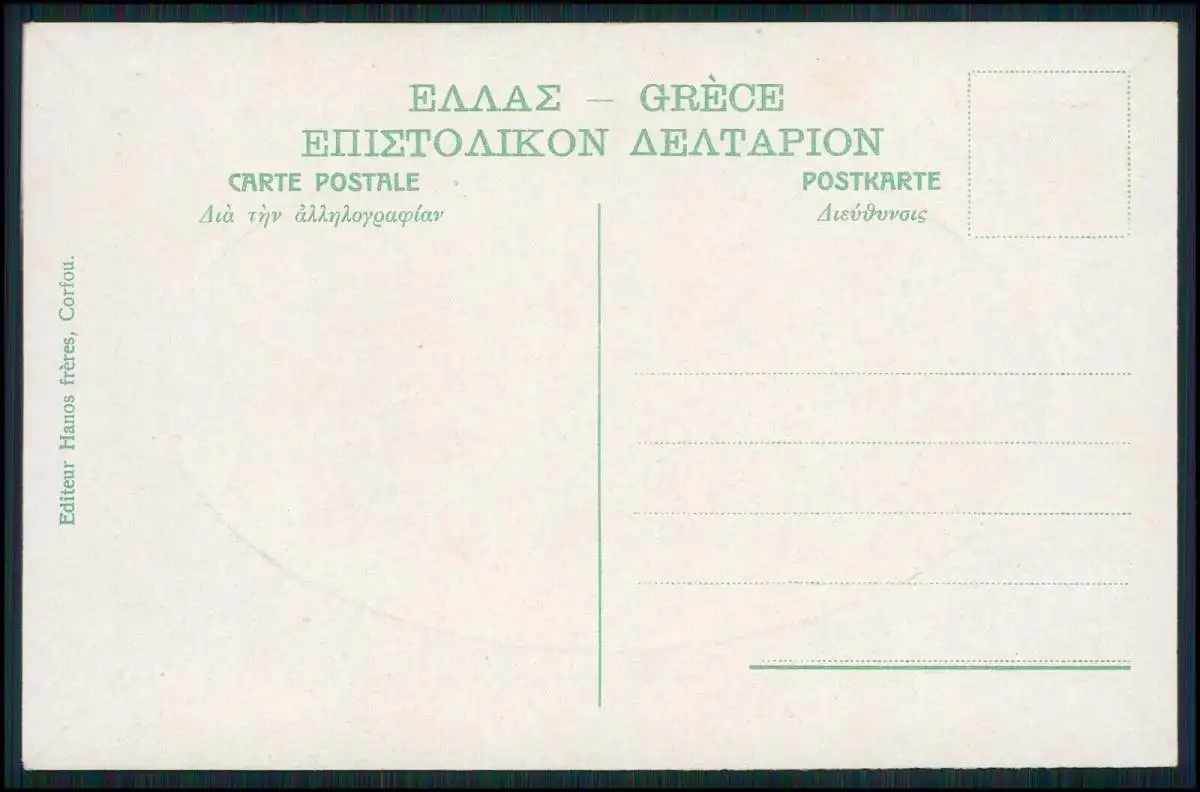 ΕΛΛΑΣ – GRÈCE
ΕΠΙΣΤΟΛΙΚΟΝ ΔΕΛΤΑΡΙΟΝ
CARTE POSTALE
POSTKARTE
Διὰ τὴν ἀλληλογραφίαν
Διεύθυνσις
Editeur Hanos frères, Corfou.